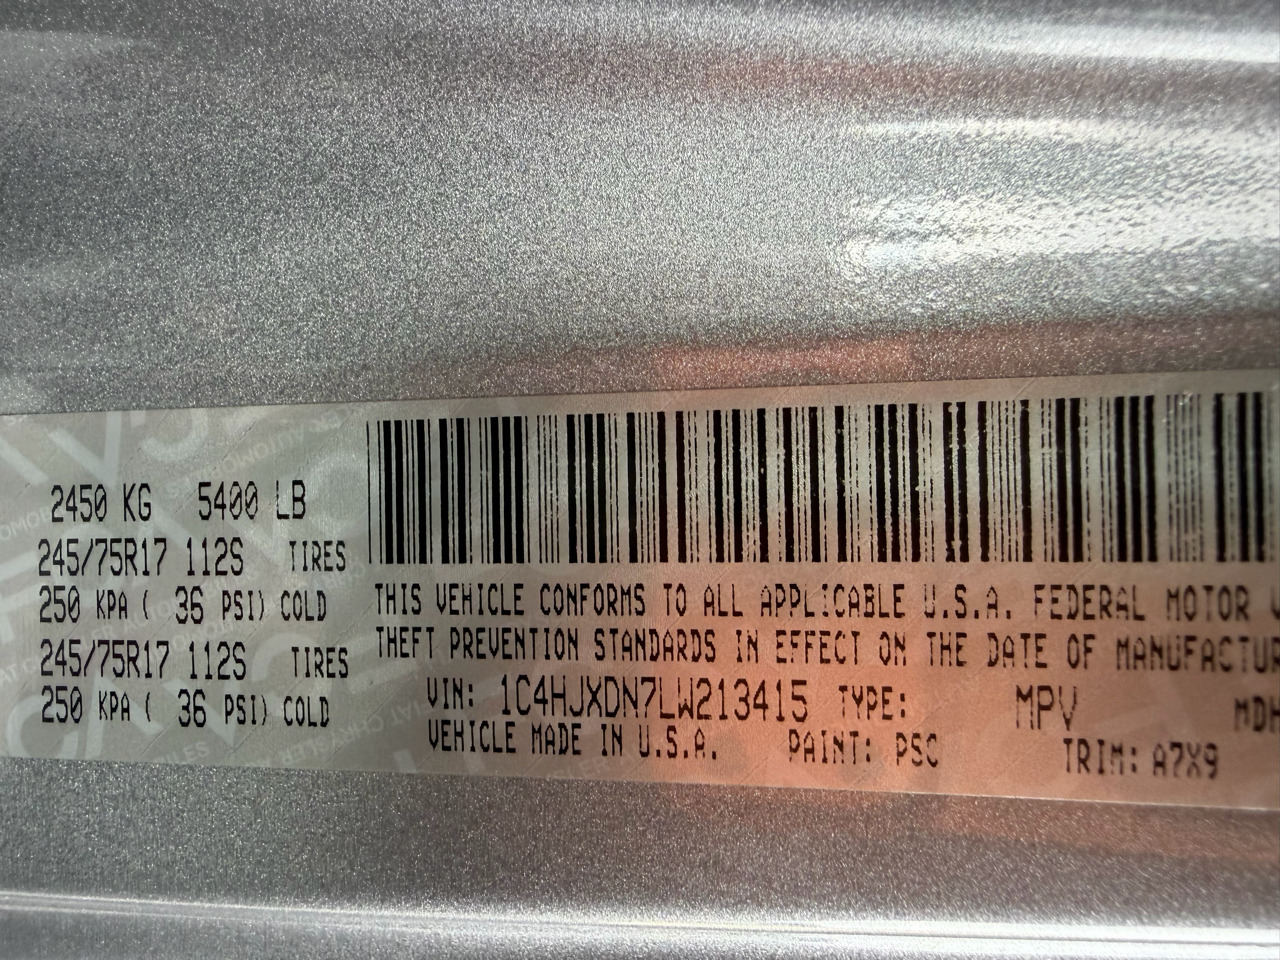 2450 KG 5400 LB
245/75R17 112S TIRES
250 KPA ( 36 PSI) COLD
245/75R17 112S TIRES
250 KPA ( 36 PSI) COLD
THIS VEHICLE CONFORMS TO ALL APPLICABLE U.S.A. FEDERAL MOTOR
THEFT PREVENTION STANDARDS IN EFFECT ON THE DATE OF MANUFACTUR
VIN: 1C4HJXDN7LW213415 TYPE: MPV MDH
VEHICLE MADE IN U.S.A. PAINT: PSC TRIM: A7X9